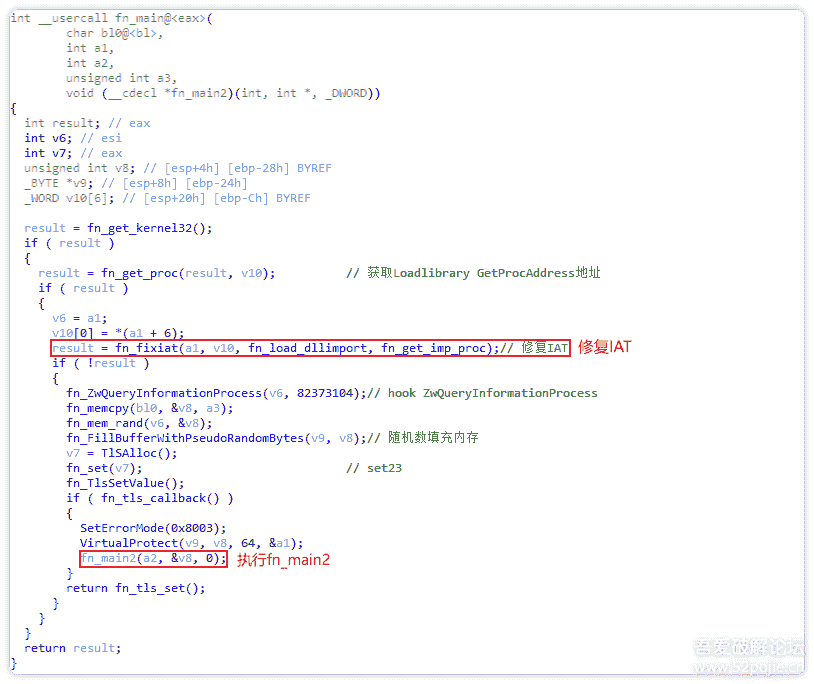 int __usercall fn_main@<eax>(
char bl0@<bl>,
int a1,
int a2,
unsigned int a3,
void (__cdecl *fn_main2)(int, int *, _DWORD))
{
int result; // eax
int v6; // esi
int v7; // eax
unsigned int v8; // [esp+4h] [ebp-28h] BYREF
_BYTE *v9; // [esp+8h] [ebp-24h]
_WORD v10[6]; // [esp+20h] [ebp-Ch] BYREF
result = fn_get_kernel32();
if ( result )
{
result = fn_get_proc(result, v10); // 获取Loadlibrary GetProcAddress地址
if ( result )
{
v6 = a1;
v10[0] = *(a1 + 6);
result = fn_fixiat(a1, v10, fn_load_dllimport, fn_get_imp_proc);// 修复IAT 修复IAT
if ( !result )
{
fn_ZwQueryInformationProcess(v6, 82373104);// hook ZwQueryInformationProcess
fn_memcpy(bl0, &v8, a3);
fn_mem_rand(v6, &v8);
fn_FillBufferWithPseudoRandomBytes(v9, v8);// 随机数填充内存
v7 = TlSAlloc();
fn_set(v7); // set23
fn_TlsSetValue();
if ( fn_tls_callback() )
{
SetErrorMode(0x8003);
VirtualProtect(v9, v8, 64, &a1);
fn_main2(a2, &v8, 0); 执行fn_main2
}
return fn_tls_set();
}
}
}
return result;
}
吾爱破解论坛
www.52pojie.cn